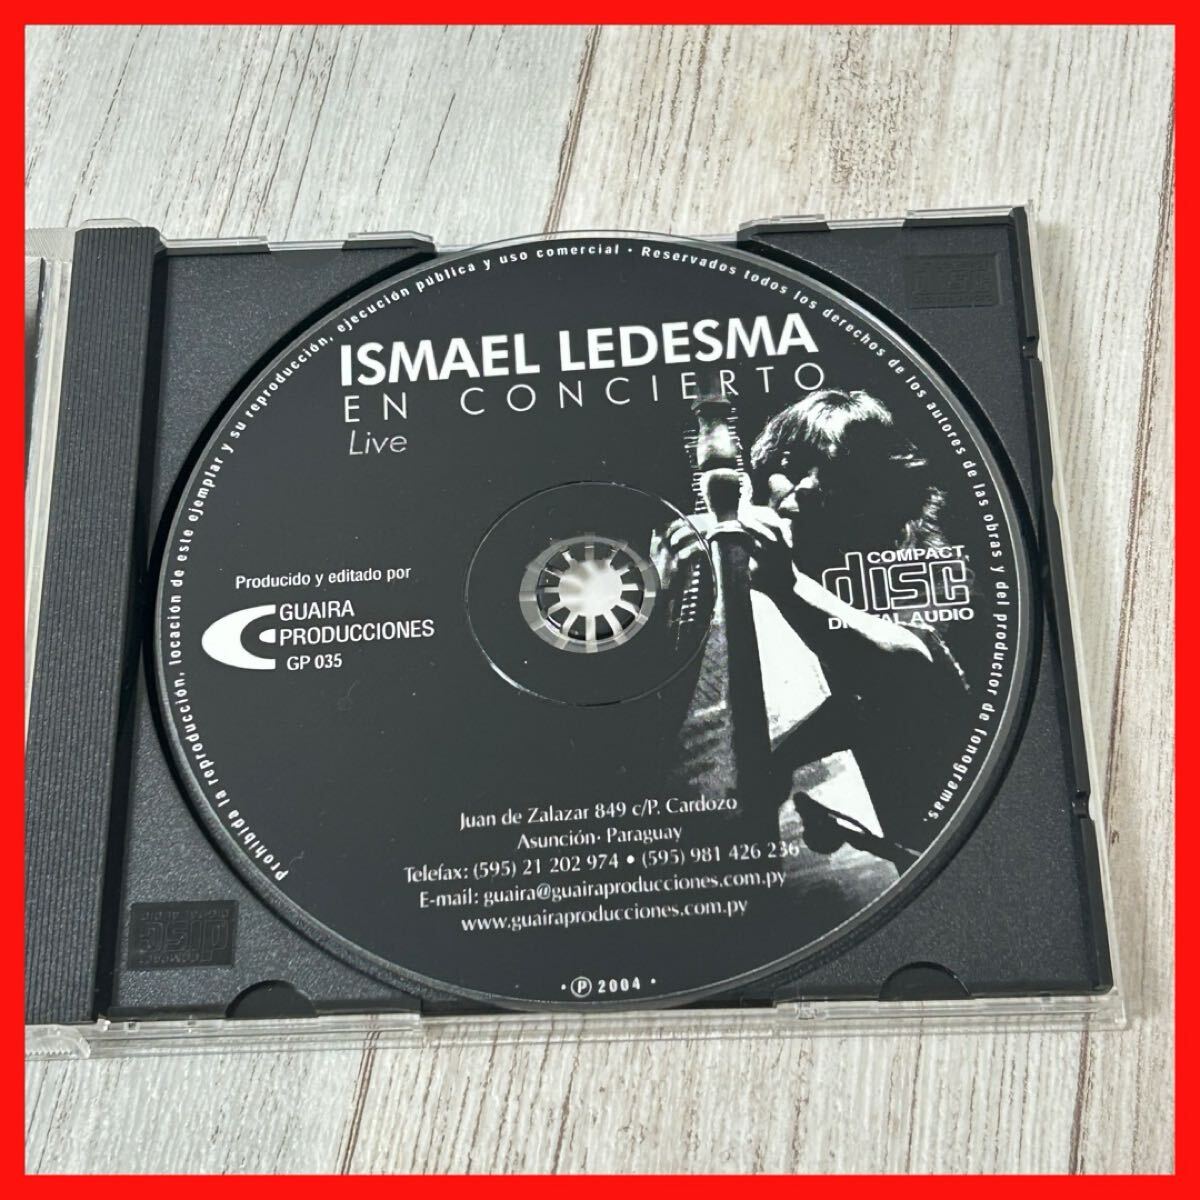 Prohibida la reproducción, locación de este ejemplar y su reproducción, ejecución pública y uso comercial · Reservados todos los derechos de los autores de las obras y del productor de fonogramas.
ISMAEL LEDESMA
EN CONCIERTO
Live
COMPACT
disc
DIGITAL AUDIO
Producido y editado por
GUAIRA
PRODUCCIONES
GP 035
Juan de Zalazar 849 c/P. Cardozo
Asunción· Paraguay
Telefax: (595) 21 202 974 • (595) 981 426 236
E-mail: guaira@guairaproducciones.com.py
www.guairaproducciones.com.py
· ℗ 2004 ·